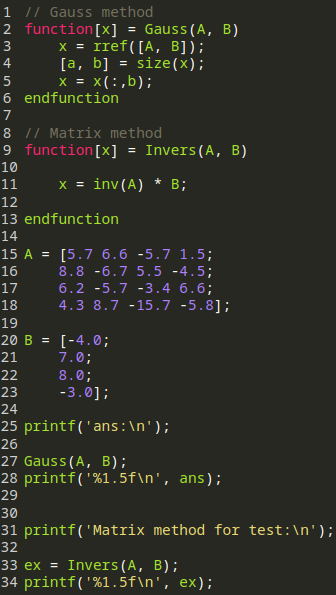 1 // Gauss method
2 function[x] = Gauss(A, B)
3     x = rref([A, B]);
4     [a, b] = size(x);
5     x = x(:,b);
6 endfunction
7
8 // Matrix method
9 function[x] = Invers(A, B)
10
11     x = inv(A) * B;
12
13 endfunction
14
15 A = [5.7 6.6 -5.7 1.5;
16     8.8 -6.7 5.5 -4.5;
17     6.2 -5.7 -3.4 6.6;
18     4.3 8.7 -15.7 -5.8];
19
20 B = [-4.0;
21     7.0;
22     8.0;
23     -3.0];
24
25 printf('ans:\n');
26
27 Gauss(A, B);
28 printf('%1.5f\n', ans);
29
30
31 printf('Matrix method for test:\n');
32
33 ex = Invers(A, B);
34 printf('%1.5f\n', ex);